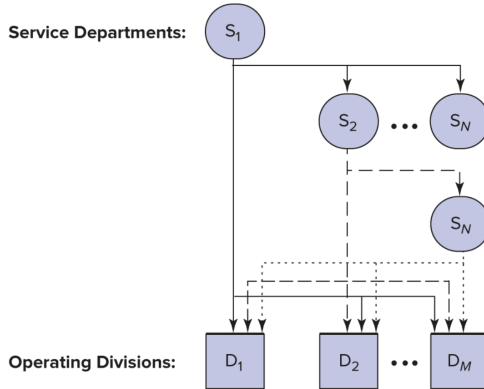 Service Departments: S1
S2 ••• SN
SN
Operating Divisions: D1 D2 ••• DM